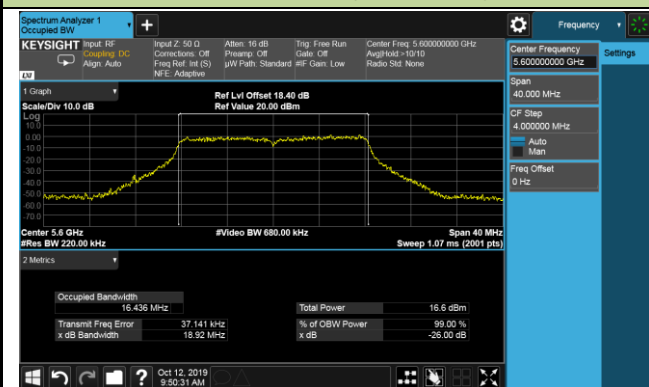 Spectrum Analyzer 1
Occupied BW
Frequency
KEYSIGHT
Input: RF
Coupling: DC
Align: Auto
Input Z: 50 Ω
Corrections: Off
Freq Ref: Int (S)
NFE: Adaptive
Atten: 16 dB
Preamp: Off
µW Path: Standard
Trig: Free Run
Gate: Off
#IF Gain: Low
Center Freq: 5.600000000 GHz
Avg|Hold:>10/10
Radio Std: None
LXI
1 Graph
Scale/Div 10.0 dB
Ref Lvl Offset 18.40 dB
Ref Value 20.00 dBm
Log
10.0
0.00
-10.0
-20.0
-30.0
-40.0
-50.0
-60.0
-70.0
Center 5.6 GHz
#Res BW 220.00 kHz
#Video BW 680.00 kHz
Span 40 MHz
Sweep 1.07 ms (2001 pts)
2 Metrics
Occupied Bandwidth
16.436 MHz
Total Power 16.6 dBm
Transmit Freq Error 37.141 kHz
% of OBW Power 99.00 %
x dB Bandwidth 18.92 MHz
x dB -26.00 dB
Oct 12, 2019
9:50:31 AM
Center Frequency
5.600000000 GHz
Settings
Span
40.000 MHz
CF Step
4.000000 MHz
Auto
Man
Freq Offset
0 Hz